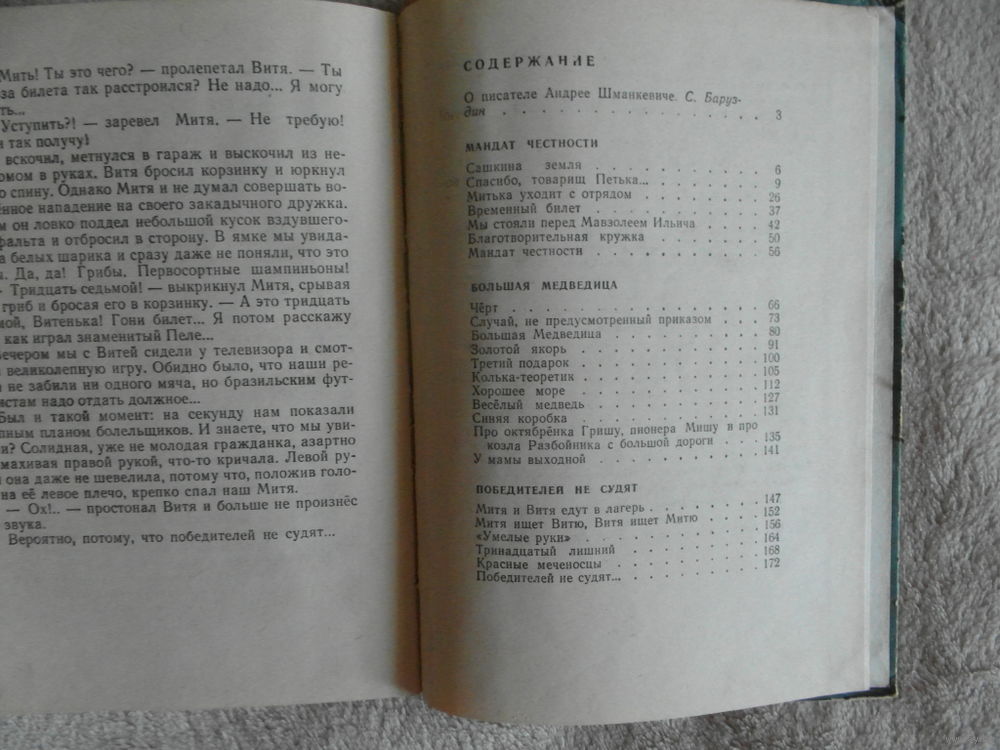 Мить! Ты это чего? — пролепетал Витя. — Ты
за билета так расстроился? Не надо... Я могу
ть...
Уступить?! — заревел Митя. — Не требую!
и так получу!
вскочил, метнулся в гараж и выскочил из не-
омом в руках. Витя бросил корзинку и юркнул
о спину. Однако Митя и не думал совершать во-
енное нападение на своего закадычного дружка.
м он ловко поддел небольшой кусок вздувшего-
фальта и отбросил в сторону. В ямке мы увида-
а белых шарика и сразу даже не поняли, что это
ы. Да, да! Грибы. Первосортные шампиньоны!
— Тридцать седьмой! — выкрикнул Митя, срывая
гриб и бросая его в корзинку. — А это тридцать
мой, Витенька! Гони билет... Я потом расскажу
как играл знаменитый Пеле...
Вечером мы с Витей сидели у телевизора и смот-
и великолепную игру. Обидно было, что наши ре-
а не забили ни одного мяча, но бразильским фут-
истам надо отдать должное...
Был и такой момент: на секунду нам показали
пным планом болельщиков. И знаете, что мы уви-
и? Солидная, уже не молодая гражданка, азартно
махивая правой рукой, что-то кричала. Левой ру-
й она даже не шевелила, потому что, положив голо-
на её левое плечо, крепко спал наш Митя.
— Ох!.. — простонал Витя и больше не произнёс
звука.
Вероятно, потому, что победителей не судят...
СОДЕРЖАНИЕ
О писателе Андрее Шманкевиче. С. Баруз-
дин . . . . . . . . . . . . 3
МАНДАТ ЧЕСТНОСТИ
Сашкина земля . . . . . . . . 6
Спасибо, товарищ Петька... . . . . . . 9
Митька уходит с отрядом . . . . . . 26
Временный билет . . . . . . . . 37
Мы стояли перед Мавзолеем Ильича . . . 42
Благотворительная кружка . . . . . . 50
Мандат честности . . . . . . . . 56
БОЛЬШАЯ МЕДВЕДИЦА
Чёрт . . . . . . . . . . . . 66
Случай, не предусмотренный приказом . . . 73
Большая Медведица . . . . . . . 80
Золотой якорь . . . . . . . . . 91
Третий подарок . . . . . . . . . 100
Колька-теоретик . . . . . . . . . 105
Хорошее море . . . . . . . . . 112
Весёлый медведь . . . . . . . . 127
Синяя коробка . . . . . . . . . 131
Про октябрёнка Гришу, пионера Мишу и про
козла Разбойника с большой дороги . . . 135
У мамы выходной . . . . . . . . 141
ПОБЕДИТЕЛЕЙ НЕ СУДЯТ
Митя и Витя едут в лагерь . . . . . . 147
Митя ищет Витю, Витя ищет Митю . . . . 152
«Умелые руки» . . . . . . . . . 156
Тринадцатый лишний . . . . . . . 164
Красные меченосцы . . . . . . . . 168
Победителей не судят... . . . . . . . 172